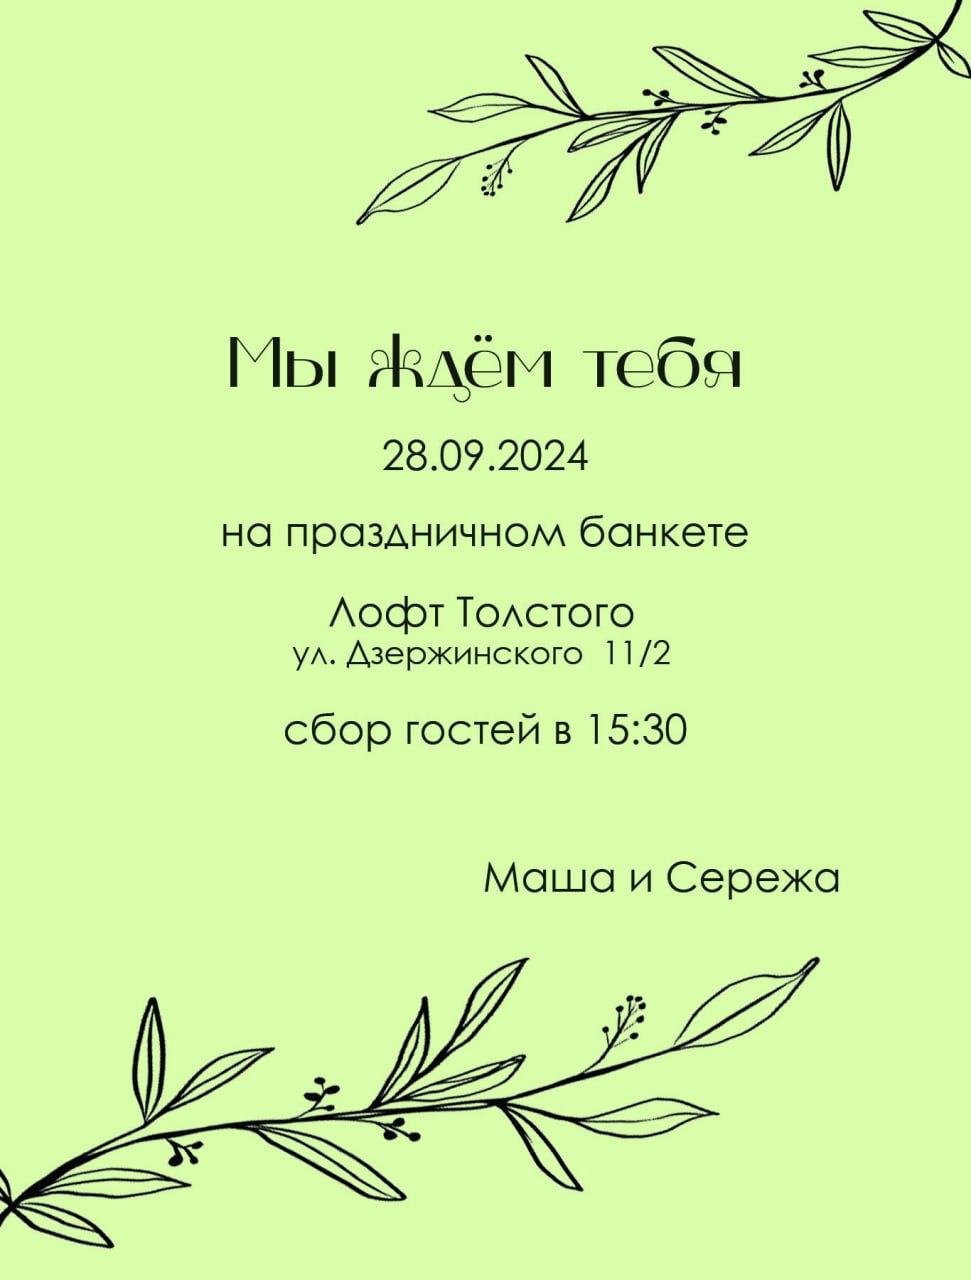 Мы ждём тебя
28.09.2024
на праздничном банкете
Лофт Толстого
ул. Дзержинского 11/2
сбор гостей в 15:30
Маша и Сережа